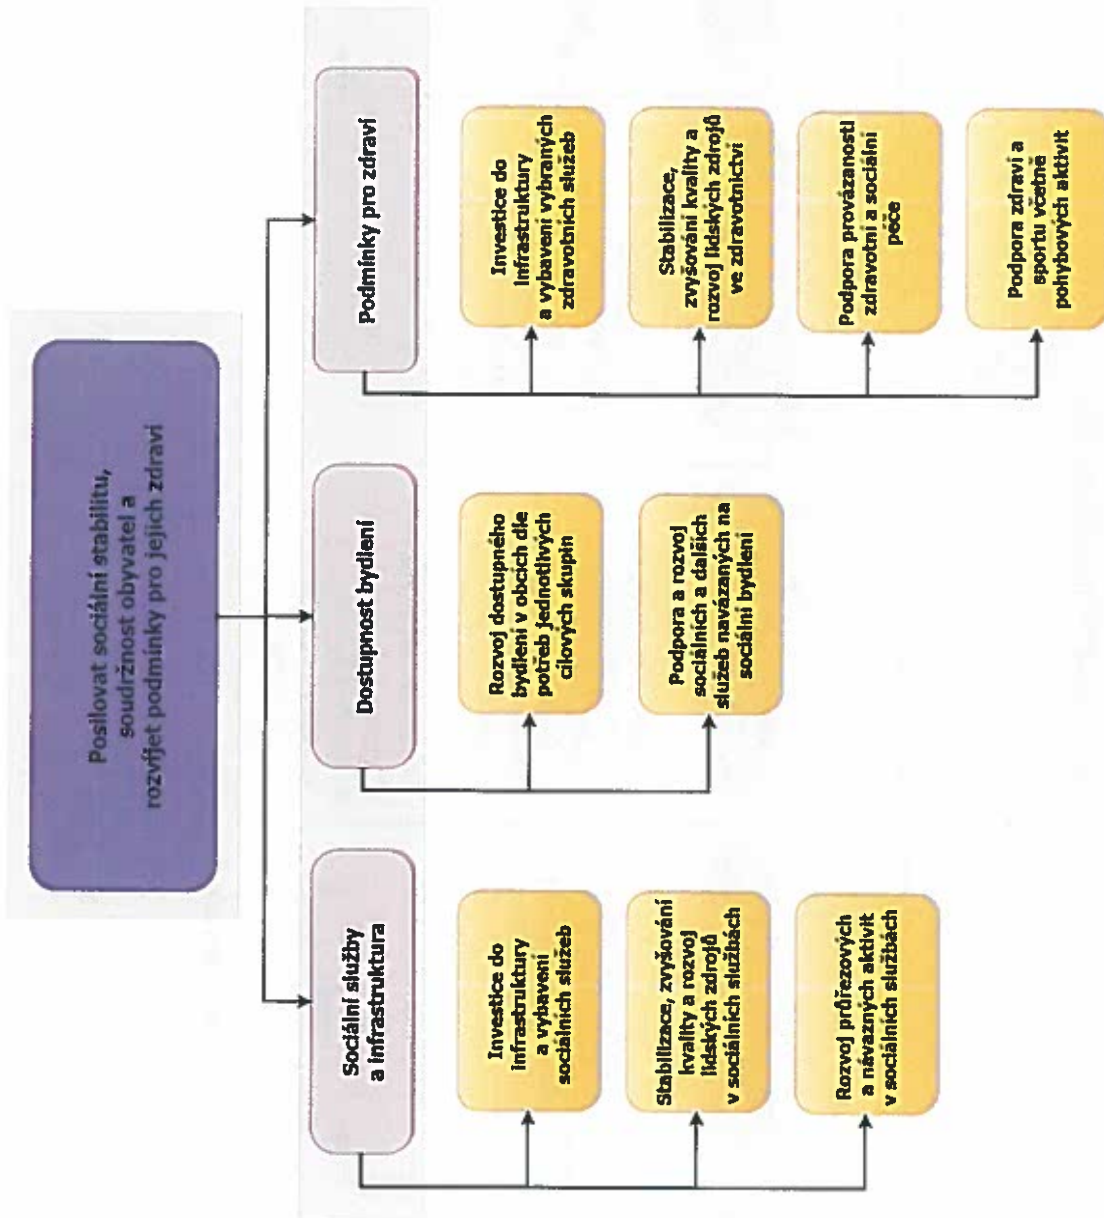 Posilovat sociální stabilitu,
soudržnost obyvatel a
rozvíjet podmínky pro jejich zdraví
Sociální služby
a infrastruktura
Investice do
infrastruktury
a vybavení
sociálních služeb
Stabilizace, zvyšování
kvality a rozvoj
lidských zdrojů
v sociálních službách
Rozvoj průřezových
a návazných aktivit
v sociálních službách
Dostupnost bydlení
Rozvoj dostupného
bydlení v obcích dle
potřeb jednotlivých
cílových skupin
Podpora a rozvoj
sociálních a dalších
služeb navázaných na
sociální bydlení
Podmínky pro zdraví
Investice do
infrastruktury
a vybavení vybraných
zdravotních služeb
Stabilizace,
zvyšování kvality a
rozvoj lidských zdrojů
ve zdravotnictví
Podpora provázanosti
zdravotní a sociální
péče
Podpora zdraví a
sportu včetně
pohybových aktivit